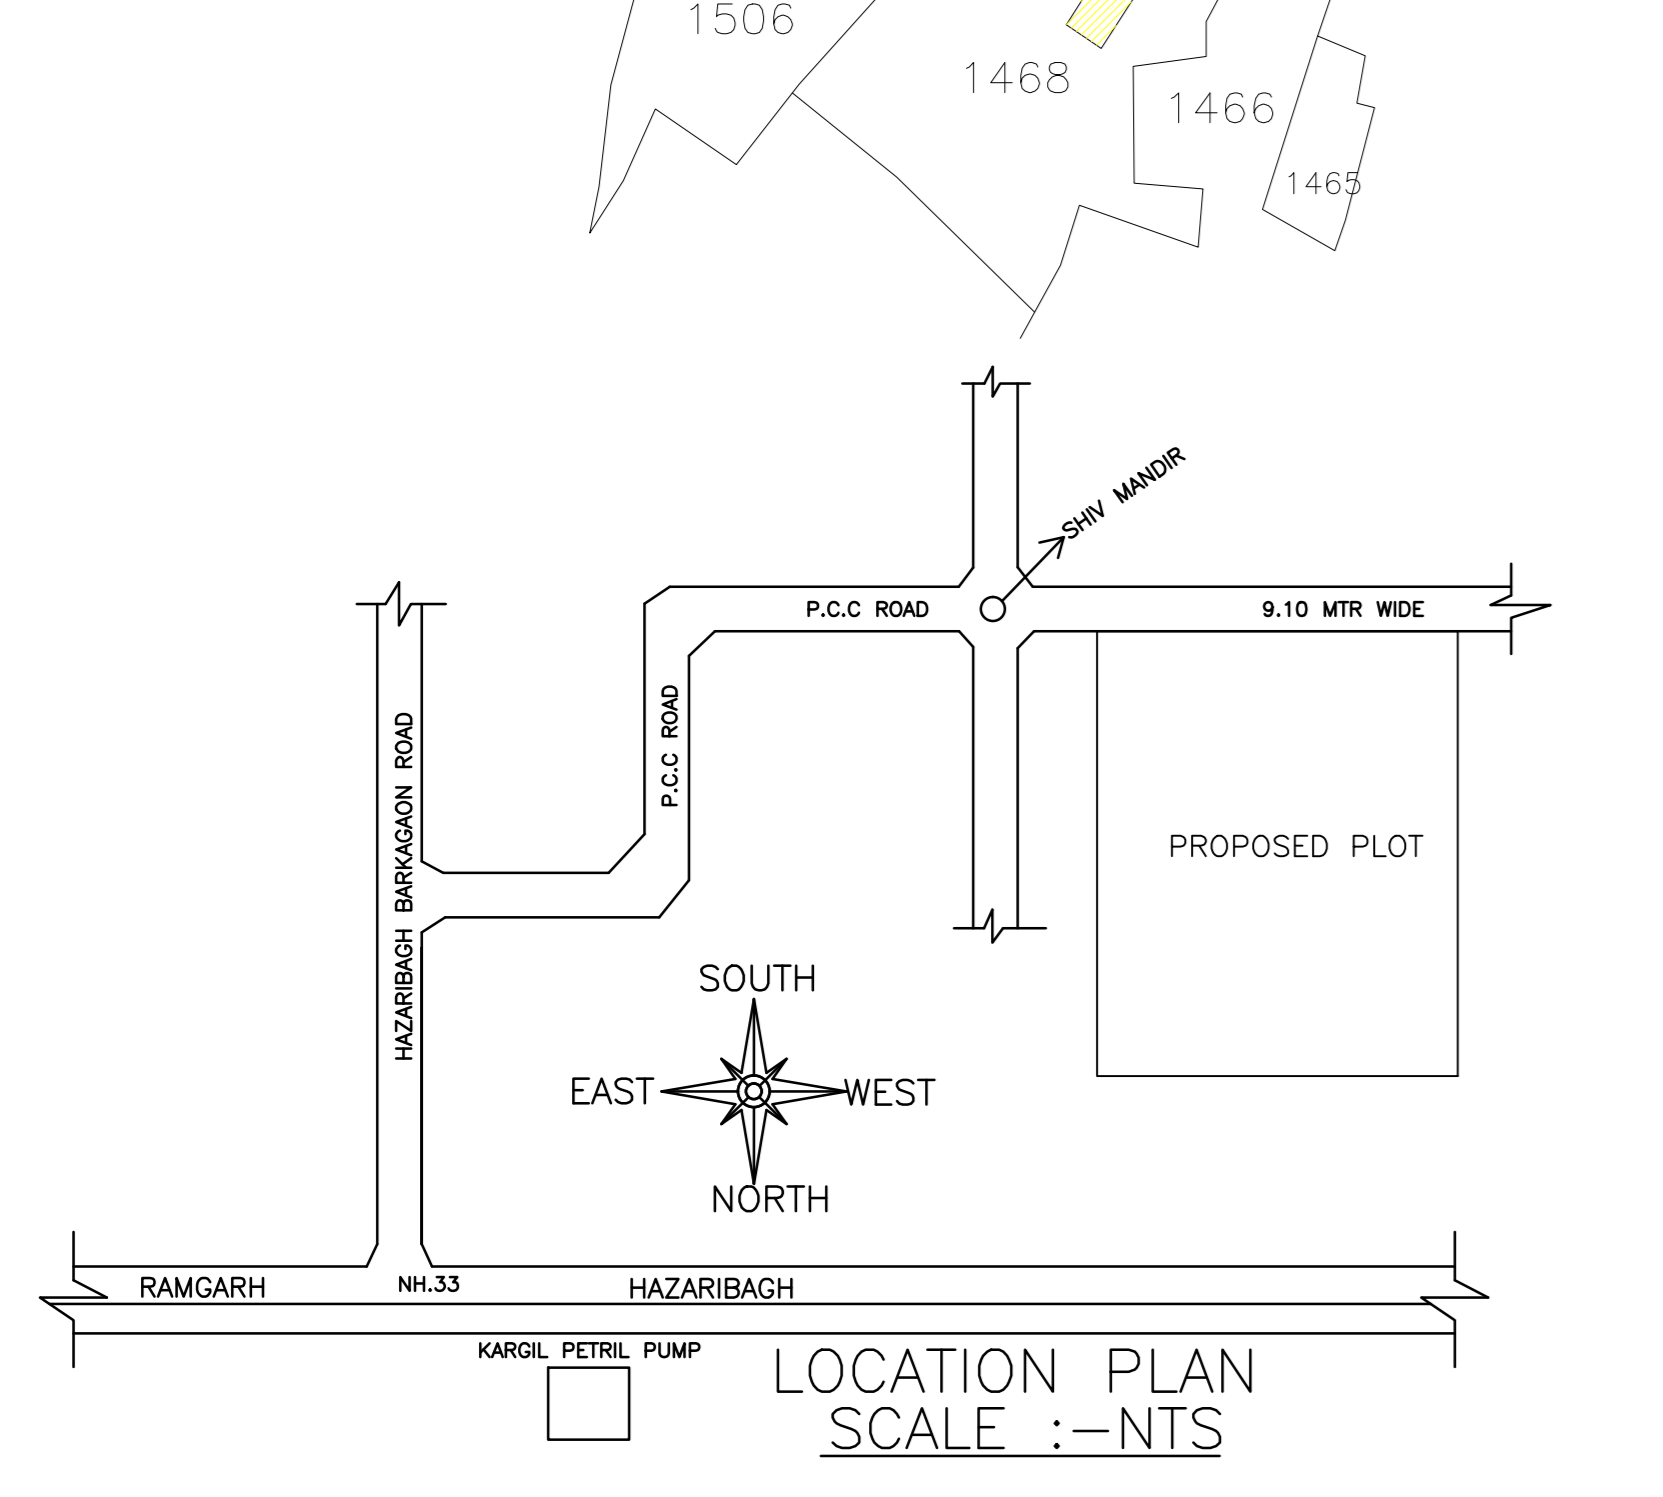 1506
1468
1466
1465
SHIV MANDIR
P.C.C ROAD
9.10 MTR WIDE
P.C.C ROAD
HAZARIBAGH BARKAGAON ROAD
PROPOSED PLOT
SOUTH
EAST
WEST
NORTH
RAMGARH
NH.33
HAZARIBAGH
KARGIL PETRIL PUMP
LOCATION PLAN
SCALE :-NTS